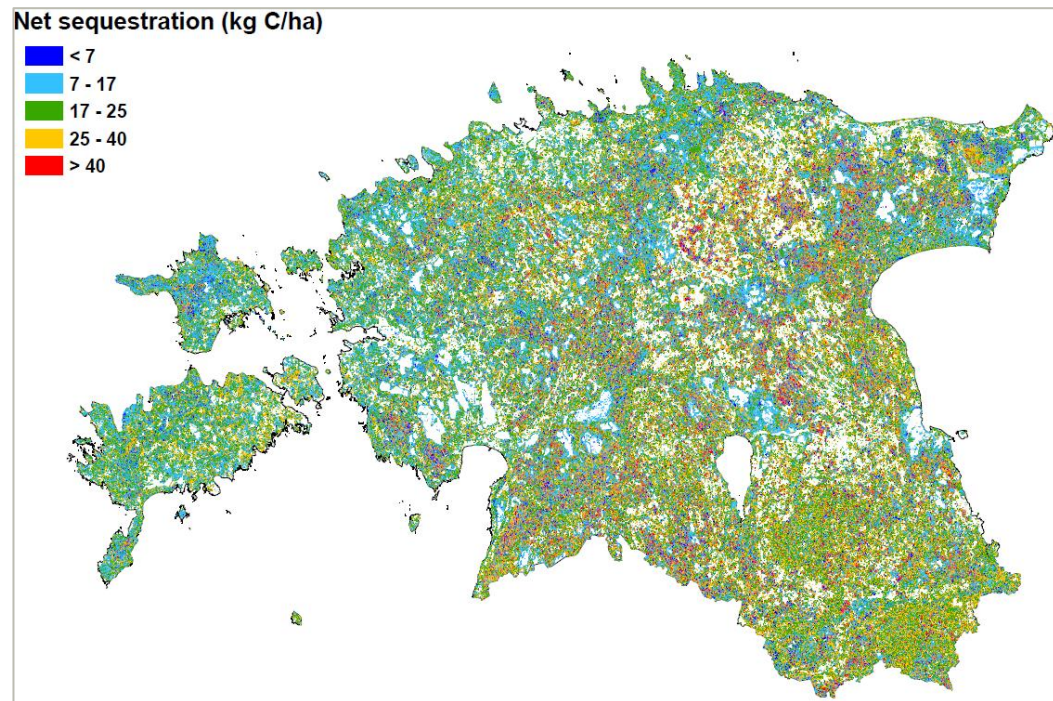 Net sequestration (kg C/ha)
< 7
7 - 17
17 - 25
25 - 40
> 40